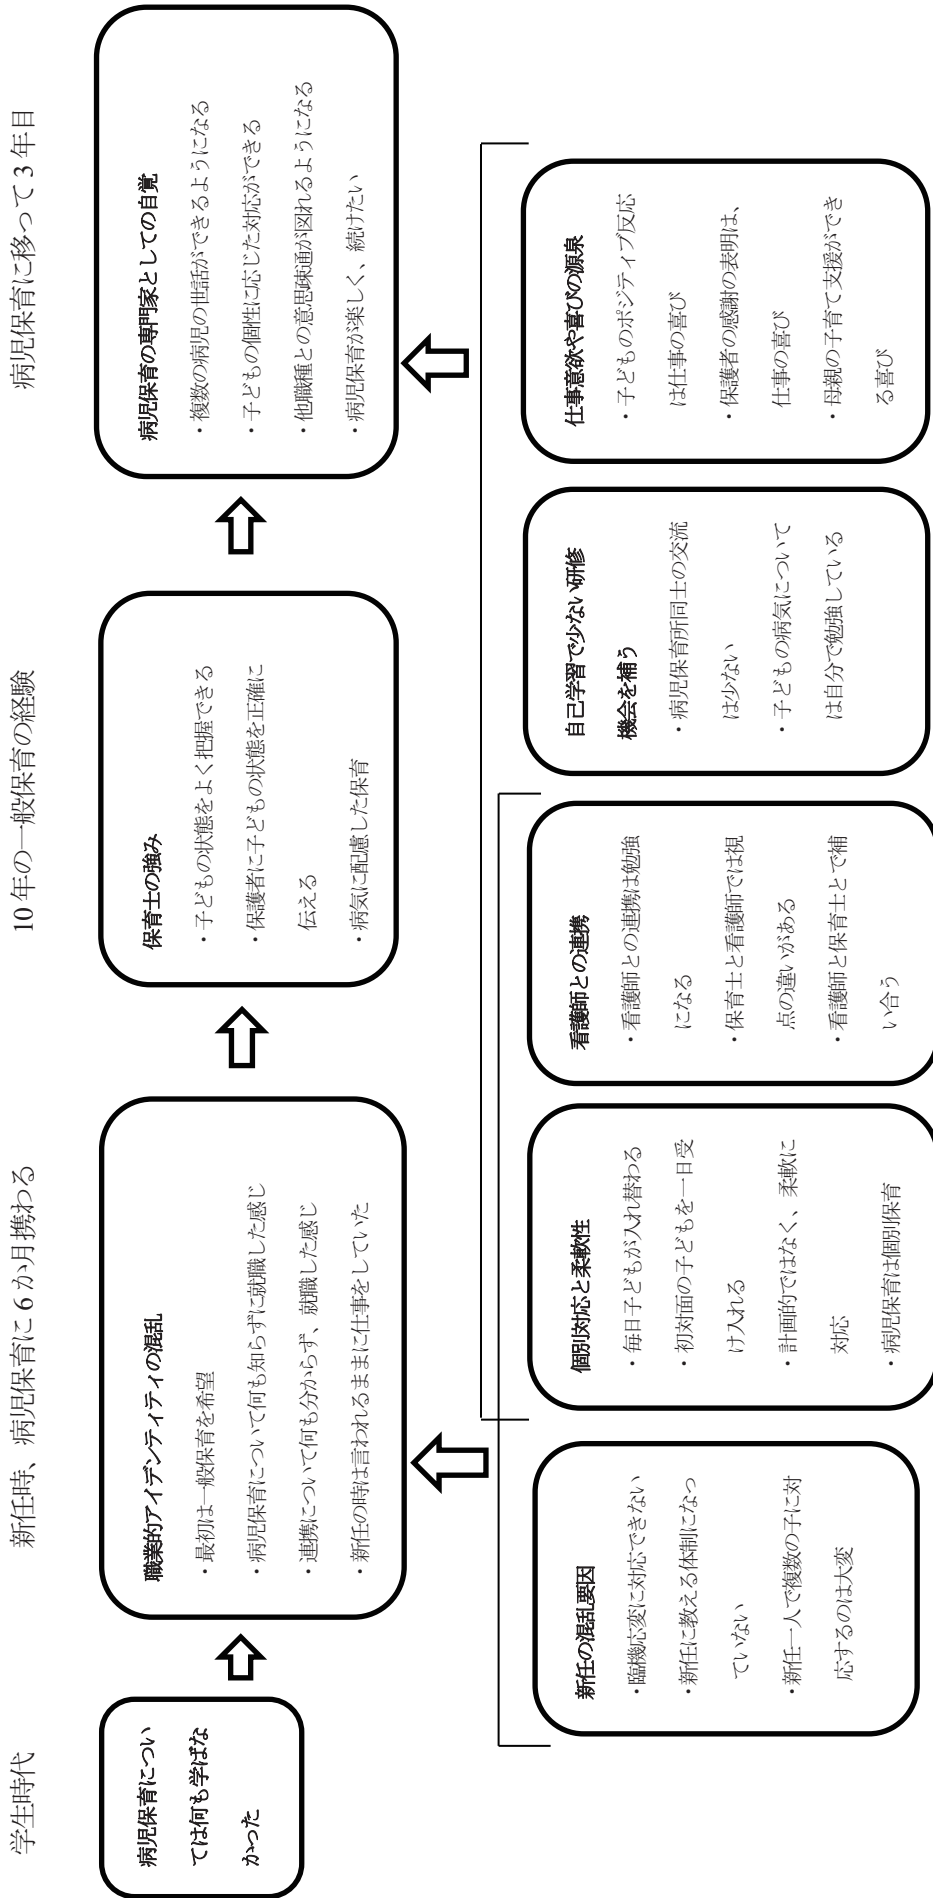 学生時代
新任時、病児保育に 6 か月携わる
10 年の一般保育の経験
病児保育に移って 3 年目
病児保育につい
ては何も学ばな
かった
職業的アイデンティティの混乱
・最初は一般保育を希望
・病児保育について何も知らずに就職した感じ
・連携について何も分からず、就職した感じ
・新任の時は言われるままに仕事をしていた
保育士の強み
・子どもの状態をよく把握できる
・保護者に子どもの状態を正確に
伝える
・病気に配慮した保育
病児保育の専門家としての自覚
・複数の病児の世話ができるようになる
・子どもの個性に応じた対応ができる
・他職種との意思疎通が図れるようになる
・病児保育が楽しく、続けたい
新任の混乱要因
・臨機応変に対応できない
・新任に教える体制になっ
ていない
・新任一人で複数の子に対
応するのは大変
個別対応と柔軟性
・毎日子どもが入れ替わる
・初対面の子どもを一日受
け入れる
・計画的ではなく、柔軟に
対応
・病児保育は個別保育
看護師との連携
・看護師との連携は勉強
になる
・保育士と看護師では視
点の違いがある
・看護師と保育士とで補
い合う
自己学習で少ない研修
機会を補う
・病児保育所同士の交流
は少ない
・子どもの病気について
は自分で勉強している
仕事意欲や喜びの源泉
・子どものポジティブ反応
は仕事の喜び
・保護者の感謝の表明は、
仕事の喜び
・母親の子育て支援ができ
る喜び